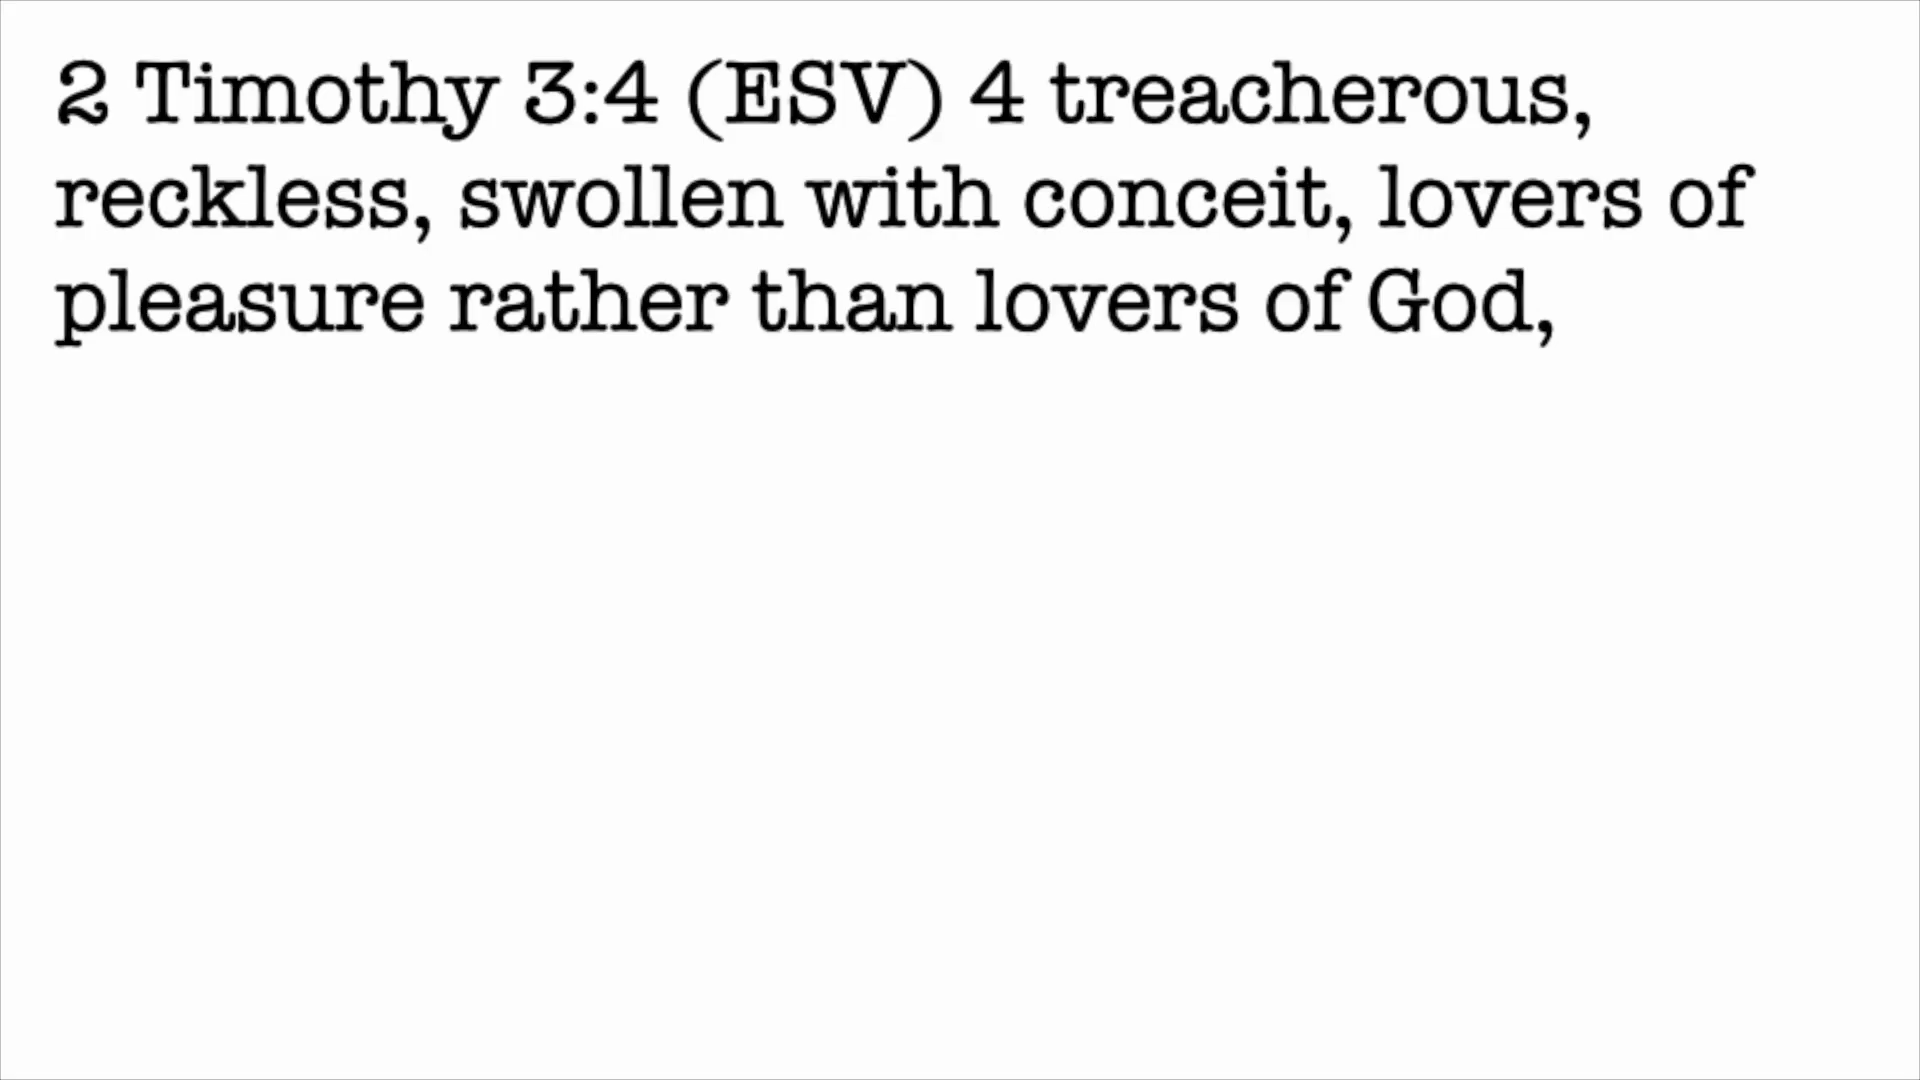 2 Timothy 3:4 (ESV) 4 treacherous,
reckless, swollen with conceit, lovers of
pleasure rather than lovers of God,